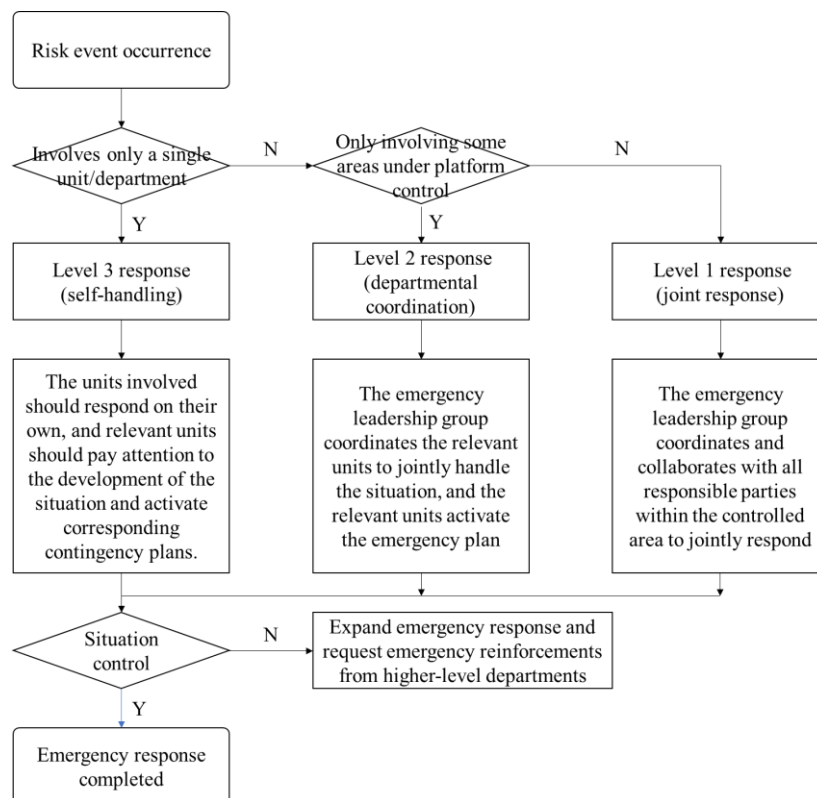 Risk event occurrence
Involves only a single
unit/department
N
Only involving some
areas under platform
control
N
Y
Y
Level 3 response
(self-handling)
Level 2 response
(departmental
coordination)
Level 1 response
(joint response)
The units involved
should respond on their
own, and relevant units
should pay attention to
the development of the
situation and activate
corresponding
contingency plans.
The emergency
leadership group
coordinates the relevant
units to jointly handle
the situation, and the
relevant units activate
the emergency plan
The emergency
leadership group
coordinates and
collaborates with all
responsible parties
within the controlled
area to jointly respond
Situation
control
N
Expand emergency response and
request emergency reinforcements
from higher-level departments
Y
Emergency response
completed